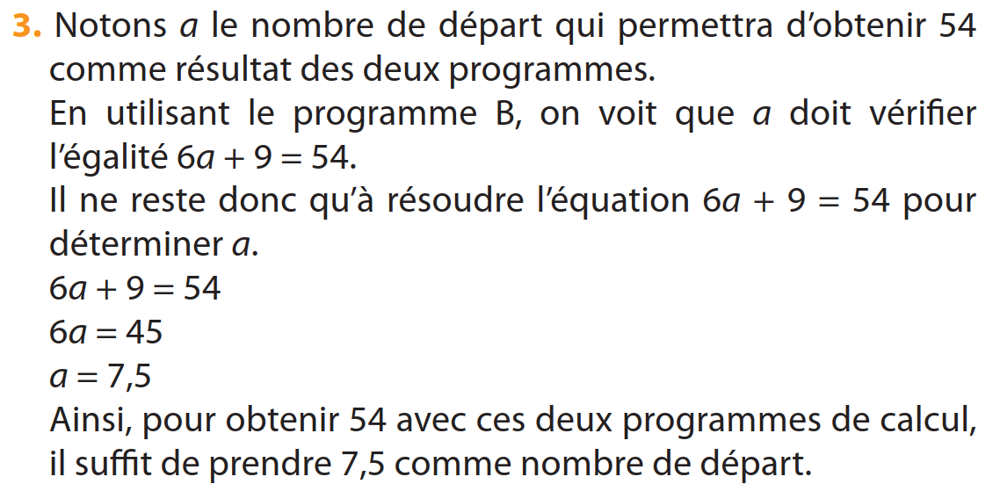 3. Notons a le nombre de départ qui permettra d’obtenir 54
comme résultat des deux programmes.
En utilisant le programme B, on voit que a doit vérifier
l’égalité 6a + 9 = 54.
Il ne reste donc qu’à résoudre l’équation 6a + 9 = 54 pour
déterminer a.
6a + 9 = 54
6a = 45
a = 7,5
Ainsi, pour obtenir 54 avec ces deux programmes de calcul,
il suffit de prendre 7,5 comme nombre de départ.